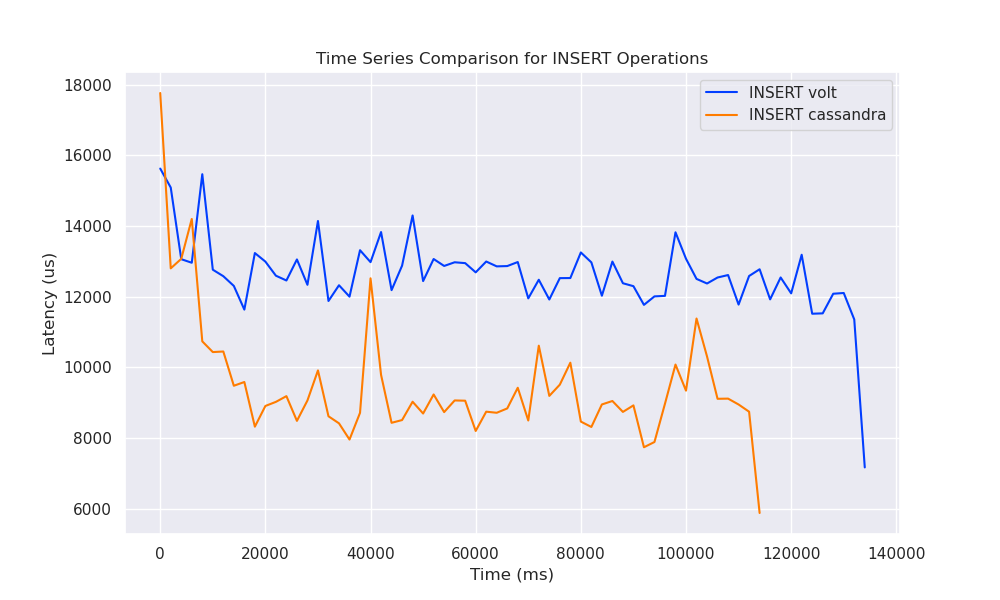 Time Series Comparison for INSERT Operations
INSERT volt
INSERT cassandra
Latency (us)
18000
16000
14000
12000
10000
8000
6000
0 20000 40000 60000 80000 100000 120000 140000
Time (ms)